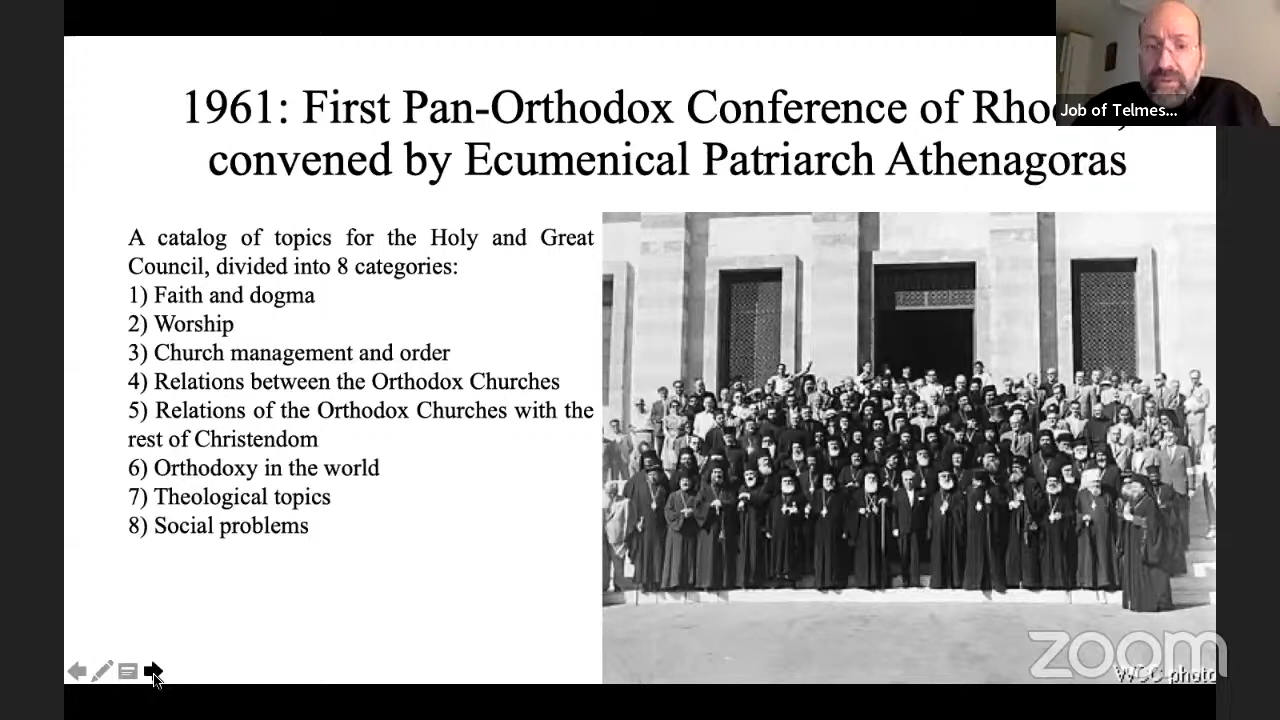 1961: First Pan-Orthodox Conference of
convened by Ecumenical Patriarch Athenagoras
Job of Telmes...
A catalog of topics for the Holy and Great
Council, divided into 8 categories:
1) Faith and dogma
2) Worship
3) Church management and order
4) Relations between the Orthodox Churches
5) Relations of the Orthodox Churches with the
rest of Christendom
6) Orthodoxy in the world
7) Theological topics
8) Social problems
zoom
WCC photo